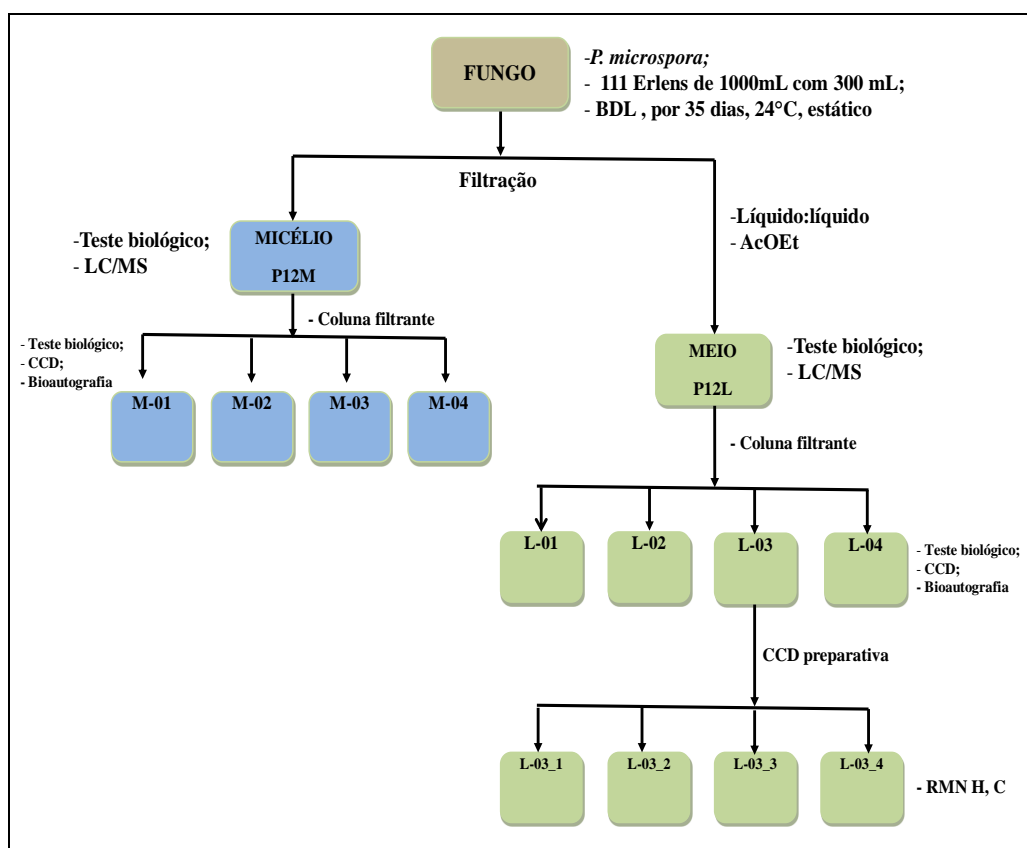 FUNGO
-P. microspora;
- 111 Erlens de 1000mL com 300 mL;
- BDL , por 35 dias, 24°C, estático
Filtração
-Líquido:líquido
- AcOEt
-Teste biológico;
- LC/MS
MICÉLIO
P12M
- Coluna filtrante
- Teste biológico;
- CCD;
- Bioautografia
M-01
M-02
M-03
M-04
MEIO
P12L
-Teste biológico;
- LC/MS
- Coluna filtrante
L-01
L-02
L-03
L-04
- Teste biológico;
- CCD;
- Bioautografia
CCD preparativa
L-03_1
L-03_2
L-03_3
L-03_4
- RMN H, C